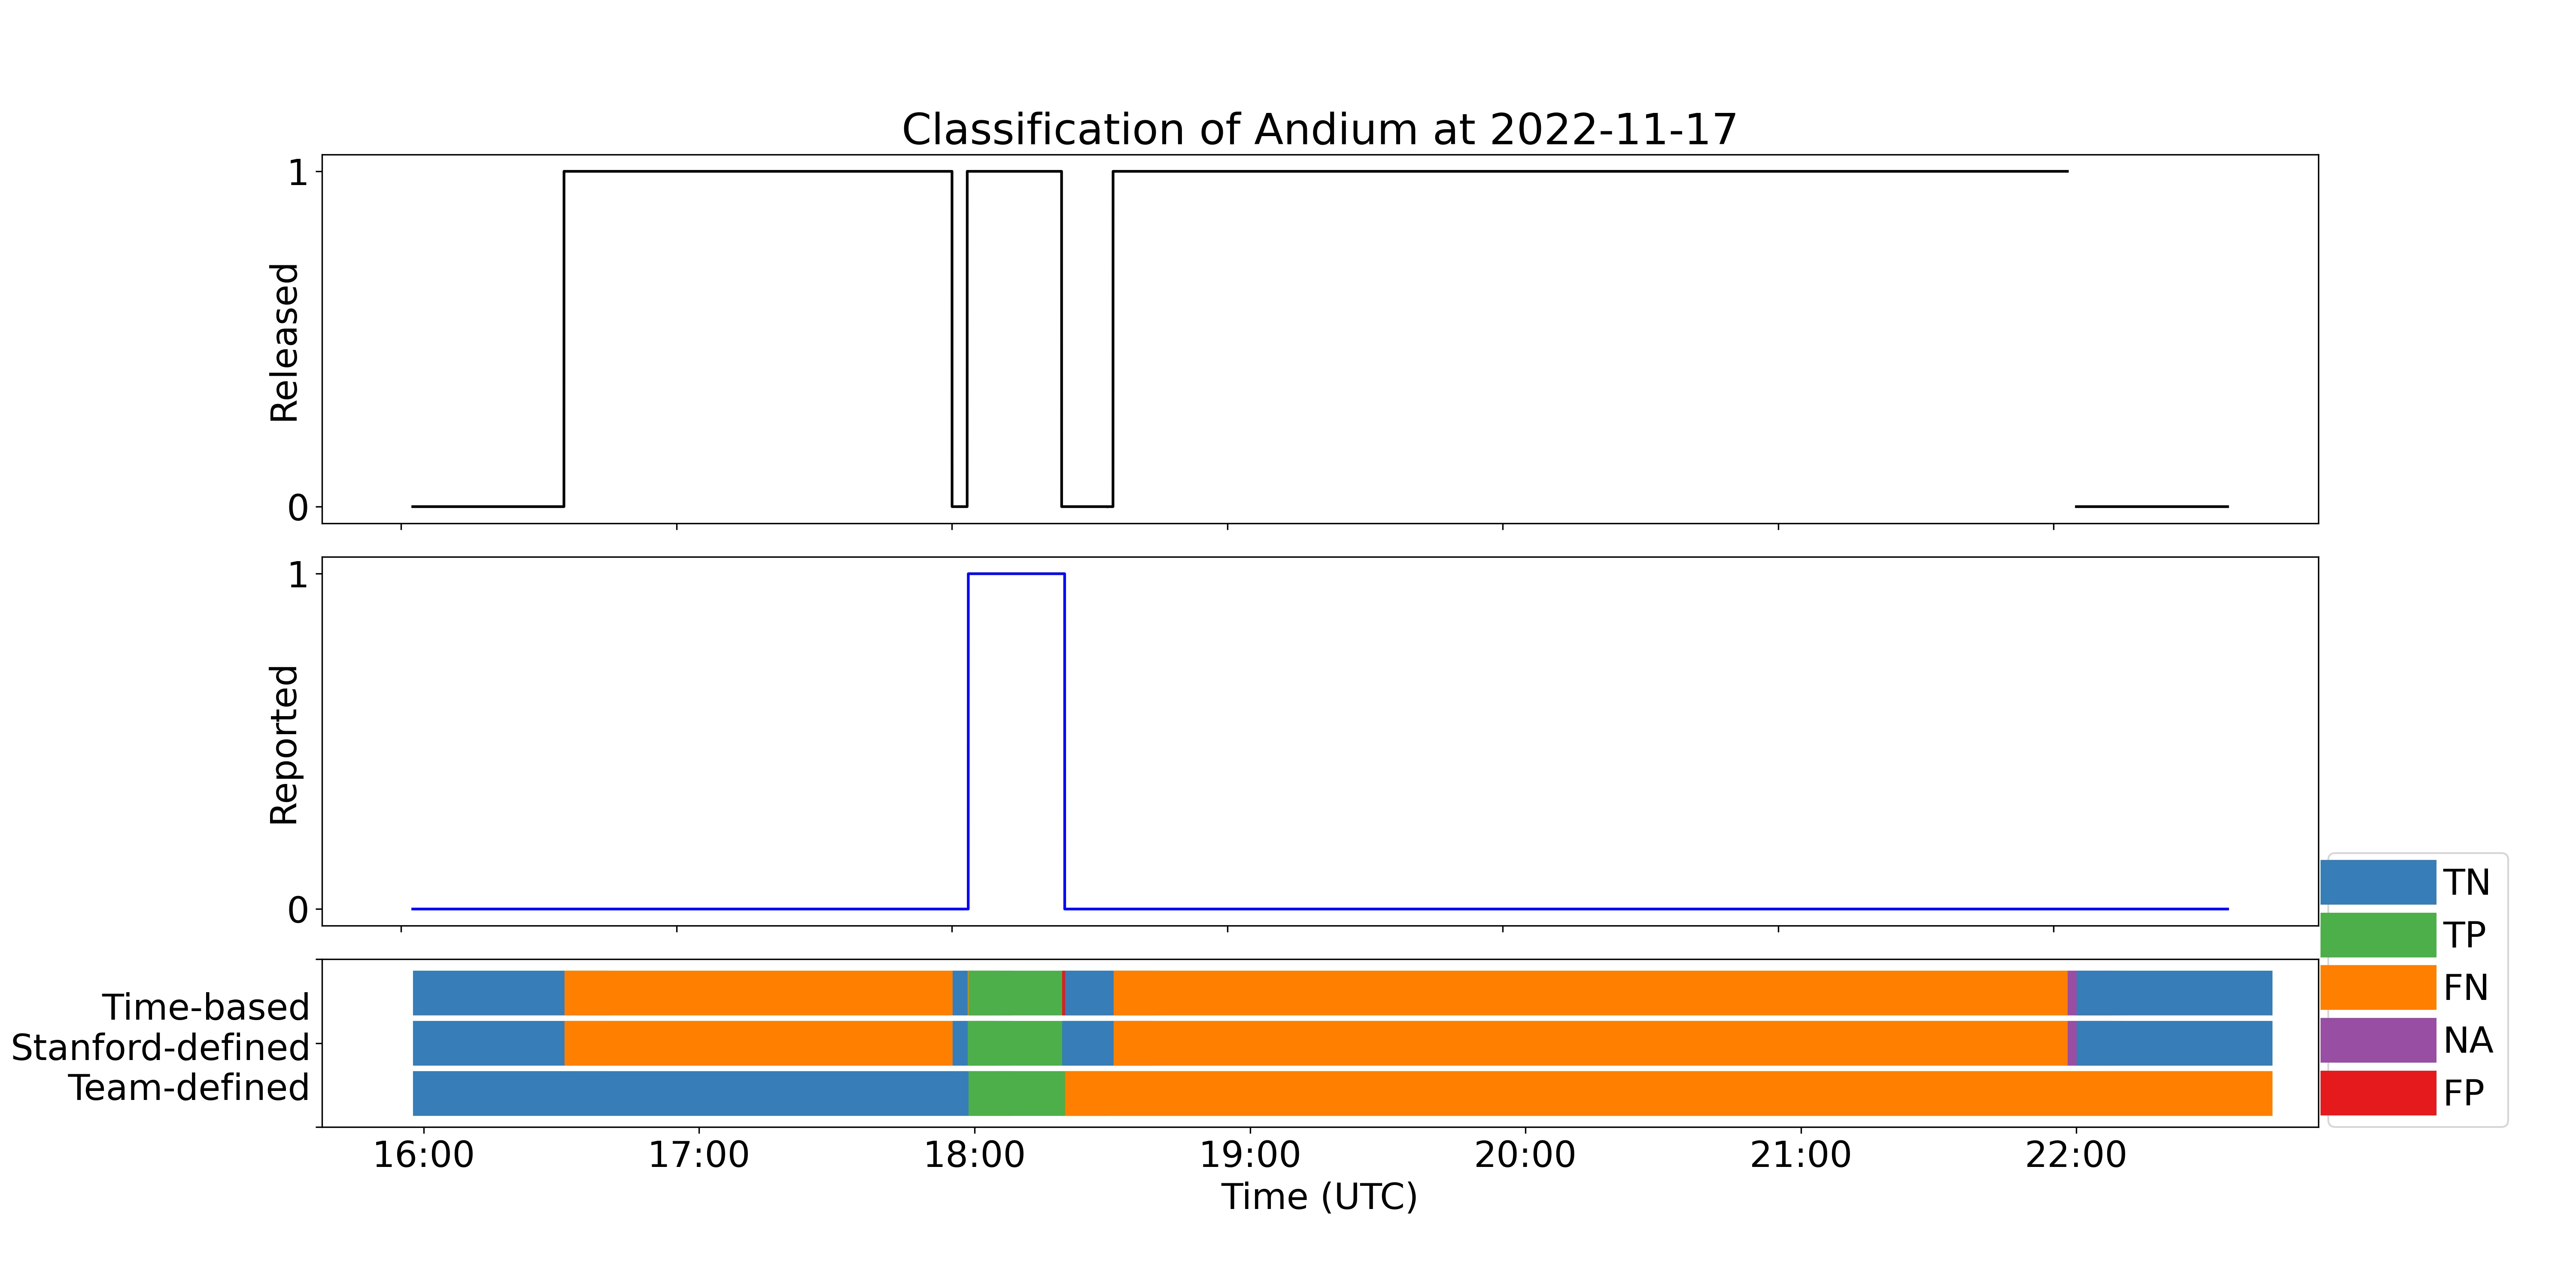 Classification of Andium at 2022-11-17
1
Released
0
1
Reported
0
TN
TP
FN
NA
FP
Time-based
Stanford-defined
Team-defined
16:00 17:00 18:00 19:00 20:00 21:00 22:00
Time (UTC)